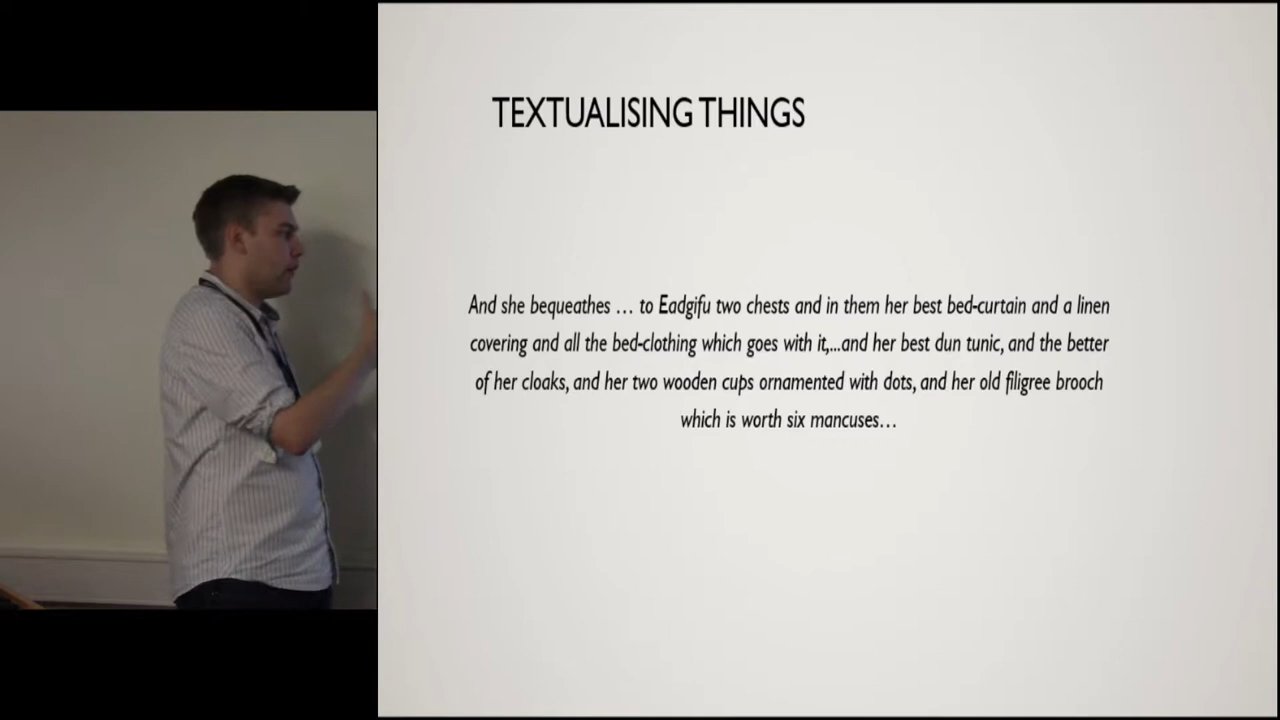 TEXTUALISING THINGS
And she bequeathes … to Eadgifu two chests and in them her best bed-curtain and a linen
covering and all the bed-clothing which goes with it,...and her best dun tunic, and the better
of her cloaks, and her two wooden cups ornamented with dots, and her old filigree brooch
which is worth six mancuses…